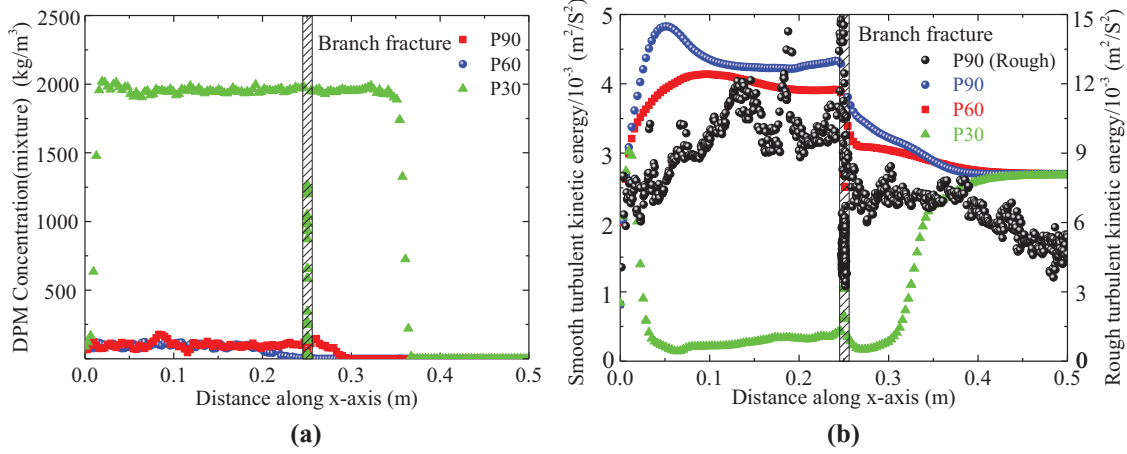 DPM Concentration(mixture) (kg/m³)
2500
2000
1750
1500
1250
1000
750
500
250
Branch fracture
P90
P60
P30
0.0 0.1 0.2 0.3 0.4 0.5
Distance along x-axis (m)
(a)
Smooth turbulent kinetic energy/10⁻³ (m²/S²)
5
4
3
2
1
0
Branch fracture
P90 (Rough)
P90
P60
P30
15
12
9
6
3
0
Rough turbulent kinetic energy/10⁻³ (m²/S²)
0.0 0.1 0.2 0.3 0.4 0.5
Distance along x-axis (m)
(b)